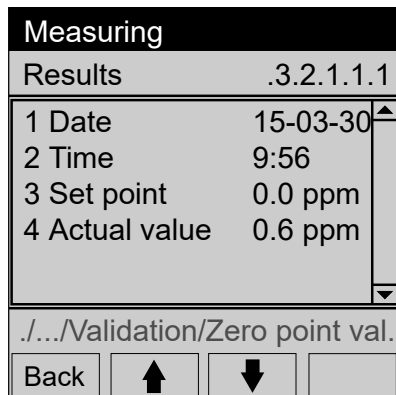 Measuring
Results .3.2.1.1.1
1 Date 15-03-30
2 Time 9:56
3 Set point 0.0 ppm
4 Actual value 0.6 ppm
./.../Validation/Zero point val.
Back